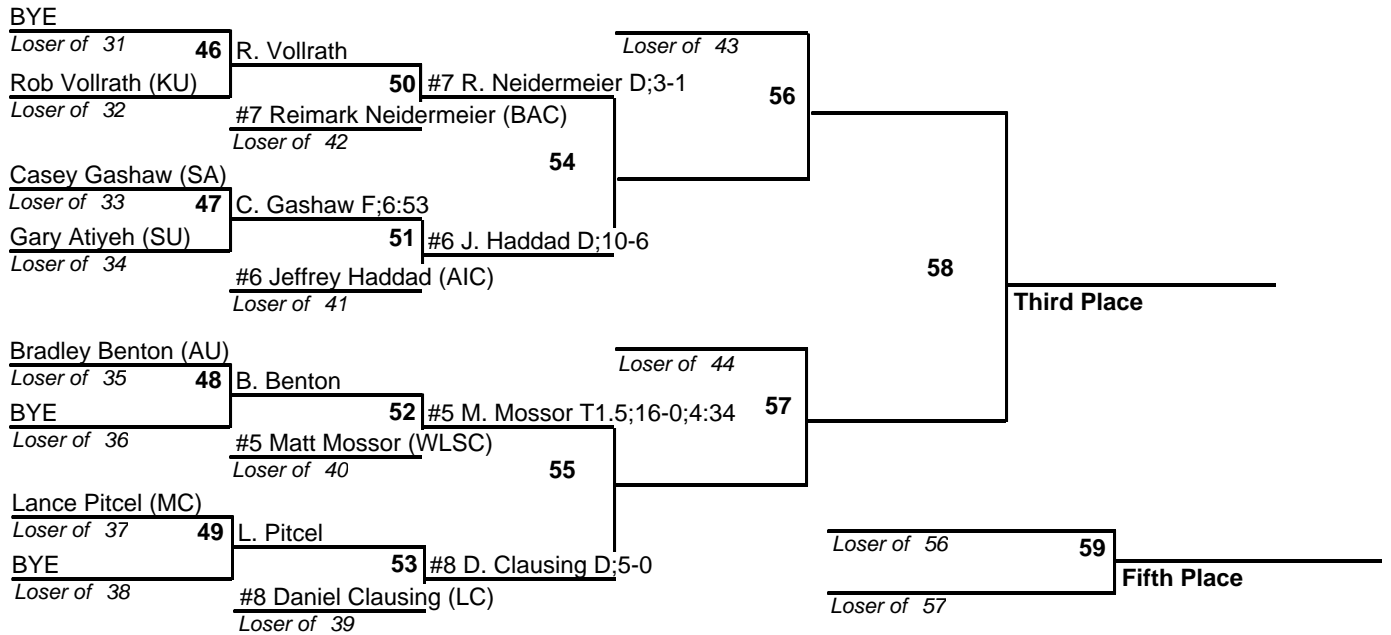 BYE
Loser of 31
46
R. Vollrath
Rob Vollrath (KU)
Loser of 32
50
#7 R. Neidermeier D;3-1
#7 Reimark Neidermeier (BAC)
Loser of 42
Loser of 43
56
54
Casey Gashaw (SA)
Loser of 33
47
C. Gashaw F;6:53
Gary Atiyeh (SU)
Loser of 34
51
#6 J. Haddad D;10-6
#6 Jeffrey Haddad (AIC)
Loser of 41
58
Third Place
Bradley Benton (AU)
Loser of 35
48
B. Benton
BYE
Loser of 36
52
#5 M. Mossor T1.5;16-0;4:34
#5 Matt Mossor (WLSC)
Loser of 40
Loser of 44
57
55
Lance Pitcel (MC)
Loser of 37
49
L. Pitcel
BYE
Loser of 38
53
#8 D. Clausing D;5-0
#8 Daniel Clausing (LC)
Loser of 39
Loser of 56
59
Fifth Place
Loser of 57